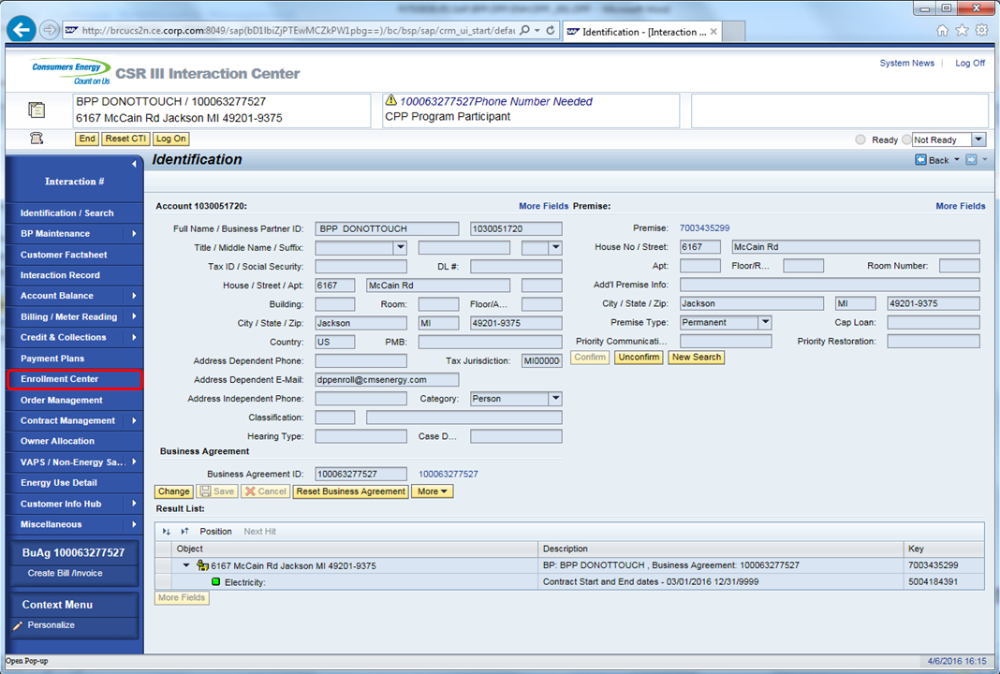 http://brcucs2n.ce.corp.com:8049/sap(bD1lbiZjPTEwMCZkPW1pbg==)/bc/bsp/sap/crm_ui_start/defau
Identification - [Interaction ...
Consumers Energy
Count on Us
CSR III Interaction Center
System News
Log Off
BPP DONOTTOUCH / 100063277527
6167 McCain Rd Jackson MI 49201-9375
100063277527Phone Number Needed
CPP Program Participant
End Reset CTI Log On
Ready Not Ready
Interaction #
Identification / Search
BP Maintenance
Customer Factsheet
Interaction Record
Account Balance
Billing / Meter Reading
Credit & Collections
Payment Plans
Enrollment Center
Order Management
Contract Management
Owner Allocation
VAPS / Non-Energy Sa...
Energy Use Detail
Customer Info Hub
Miscellaneous
BuAg 100063277527
Create Bill /Invoice
Context Menu
Personalize
Identification
Back
Account 1030051720: More Fields
Full Name / Business Partner ID: BPP DONOTTOUCH 1030051720
Title / Middle Name / Suffix:
Tax ID / Social Security: DL #:
House / Street / Apt: 6167 McCain Rd
Building: Room: Floor/A...
City / State / Zip: Jackson MI 49201-9375
Country: US PMB:
Address Dependent Phone: Tax Jurisdiction: MI00000
Address Dependent E-Mail: dppenroll@cmsenergy.com
Address Independent Phone: Category: Person
Classification:
Hearing Type: Case D...
Premise: More Fields
Premise: 7003435299
House No / Street: 6167 McCain Rd
Apt: Floor/R... Room Number:
Add'l Premise Info:
City / State / Zip: Jackson MI 49201-9375
Premise Type: Permanent Cap Loan:
Priority Communicati... Priority Restoration:
Confirm Unconfirm New Search
Business Agreement
Business Agreement ID: 100063277527 100063277527
Change Save Cancel Reset Business Agreement More
Result List:
Position Next Hit
Object Description Key
6167 McCain Rd Jackson MI 49201-9375 BP: BPP DONOTTOUCH , Business Agreement: 100063277527 7003435299
Electricity: Contract Start and End dates - 03/01/2016 12/31/9999 5004184391
More Fields
Open Pop-up
4/6/2016 16:15